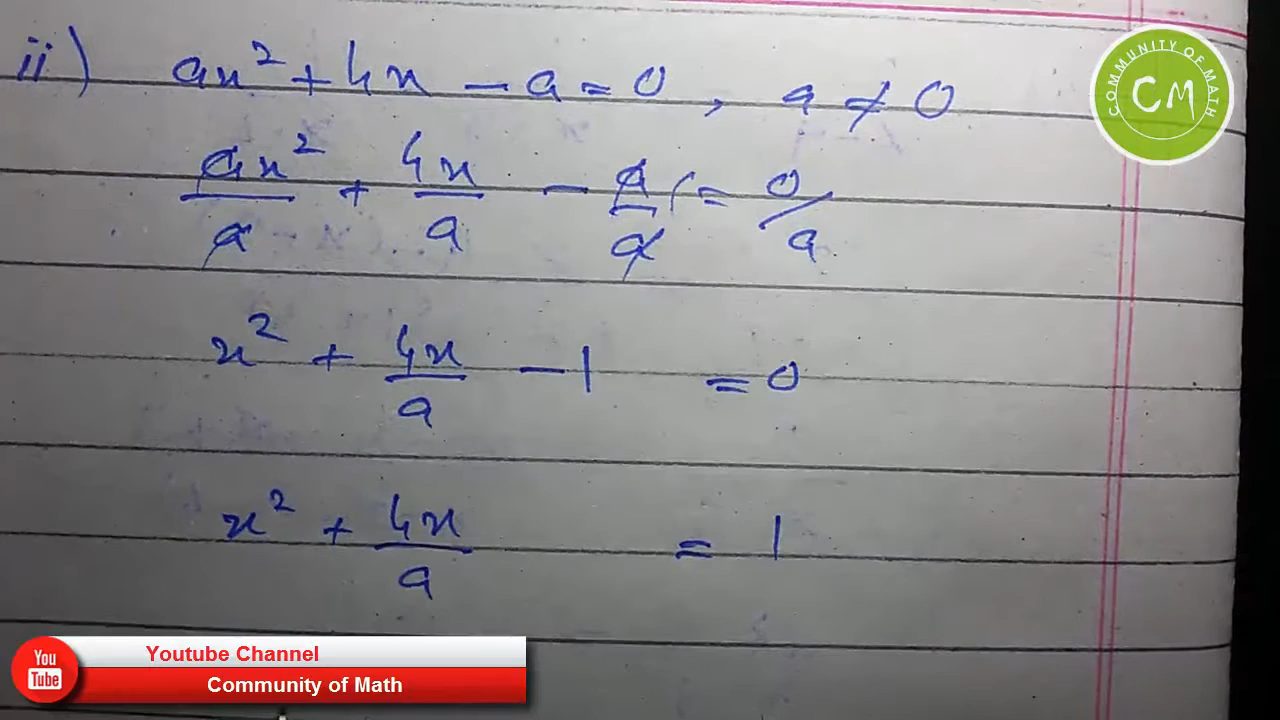 ii) ax² + 4x - a = 0 , a ≠ 0
COMMUNITY OF MATH
CM
ax²/a + 4x/a - a/a = 0/a
x² + 4x/a - 1 = 0
x² + 4x/a = 1
You Tube
Youtube Channel
Community of Math